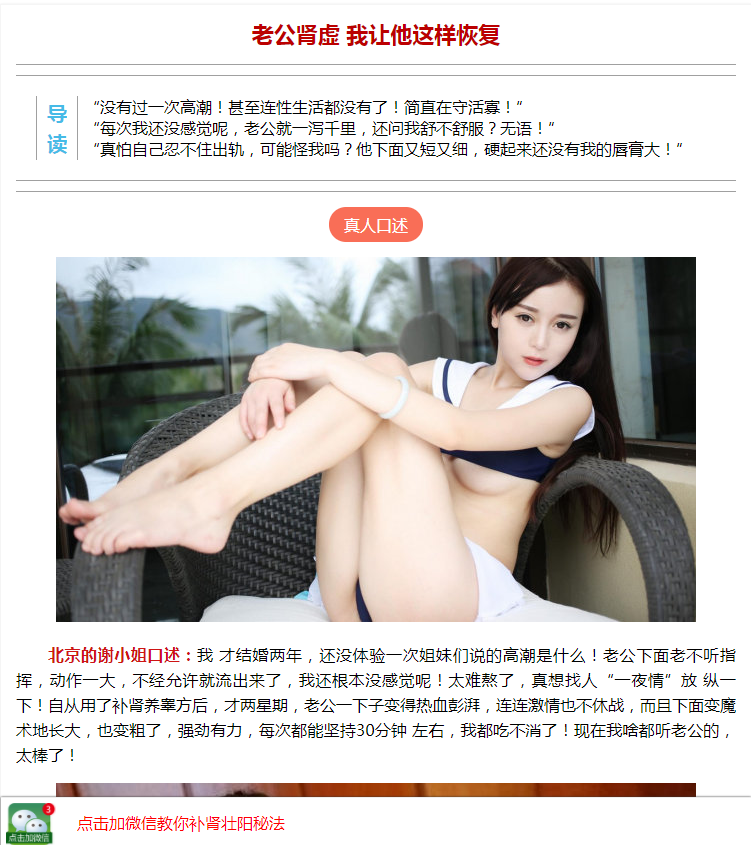 老公肾虚 我让他这样恢复
导
读
“没有过一次高潮！甚至连性生活都没有了！简直在守活寡！”
“每次我还没感觉呢，老公就一泻千里，还问我舒不舒服？无语！”
“真怕自己忍不住出轨，可能怪我吗？他下面又短又细，硬起来还没有我的唇膏大！”
真人口述
北京的谢小姐口述：我 才结婚两年，还没体验一次姐妹们说的高潮是什么！老公下面老不听指
挥，动作一大，不经允许就流出来了，我还根本没感觉呢！太难熬了，真想找人“一夜情”放 纵一
下！自从用了补肾养睾方后，才两星期，老公一下子变得热血彭湃，连连激情也不休战，而且下面变魔
术地长大，也变粗了，强劲有力，每次都能坚持30分钟 左右，我都吃不消了！现在我啥都听老公的，
太棒了！
3
点击加微信
点击加微信教你补肾壮阳秘法